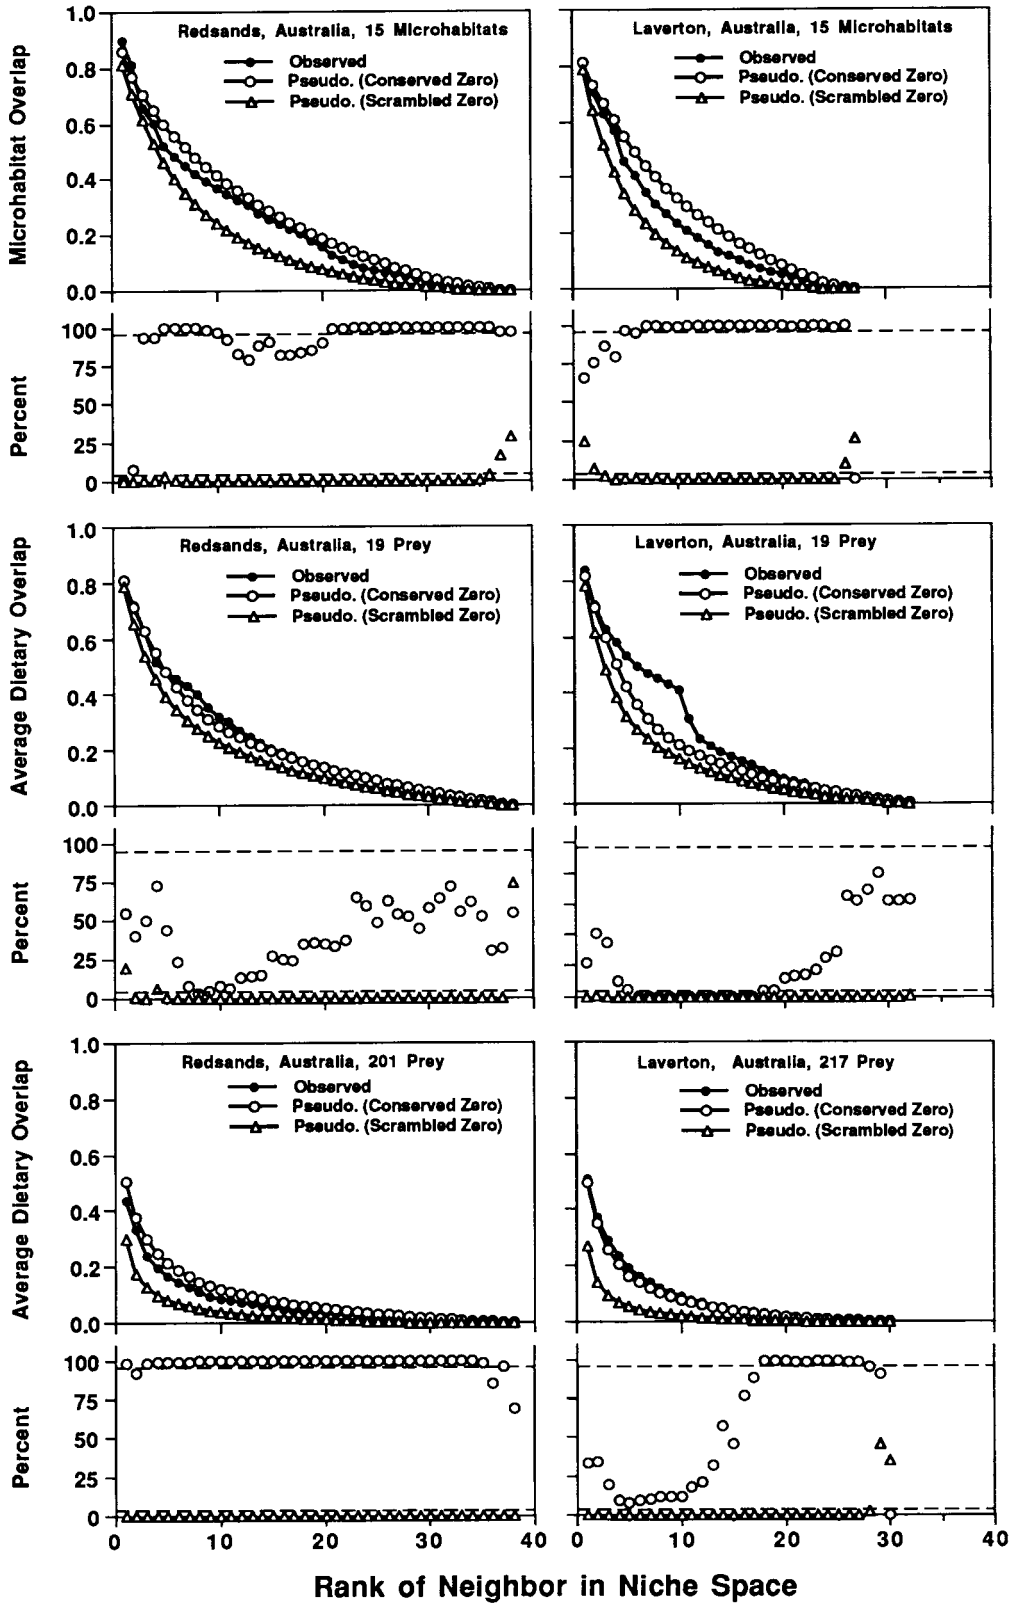 Redsands, Australia, 15 Microhabitats
Observed
Pseudo. (Conserved Zero)
Pseudo. (Scrambled Zero)
Microhabitat Overlap
1.0
0.8
0.6
0.4
0.2
0.0
Laverton, Australia, 15 Microhabitats
Observed
Pseudo. (Conserved Zero)
Pseudo. (Scrambled Zero)
Percent
100
75
50
25
0
Redsands, Australia, 19 Prey
Observed
Pseudo. (Conserved Zero)
Pseudo. (Scrambled Zero)
Average Dietary Overlap
1.0
0.8
0.6
0.4
0.2
0.0
Laverton, Australia, 19 Prey
Observed
Pseudo. (Conserved Zero)
Pseudo. (Scrambled Zero)
Percent
100
75
50
25
0
Redsands, Australia, 201 Prey
Observed
Pseudo. (Conserved Zero)
Pseudo. (Scrambled Zero)
Average Dietary Overlap
1.0
0.8
0.6
0.4
0.2
0.0
Laverton, Australia, 217 Prey
Observed
Pseudo. (Conserved Zero)
Pseudo. (Scrambled Zero)
Percent
100
75
50
25
0
0 10 20 30 40
0 10 20 30 40
Rank of Neighbor in Niche Space